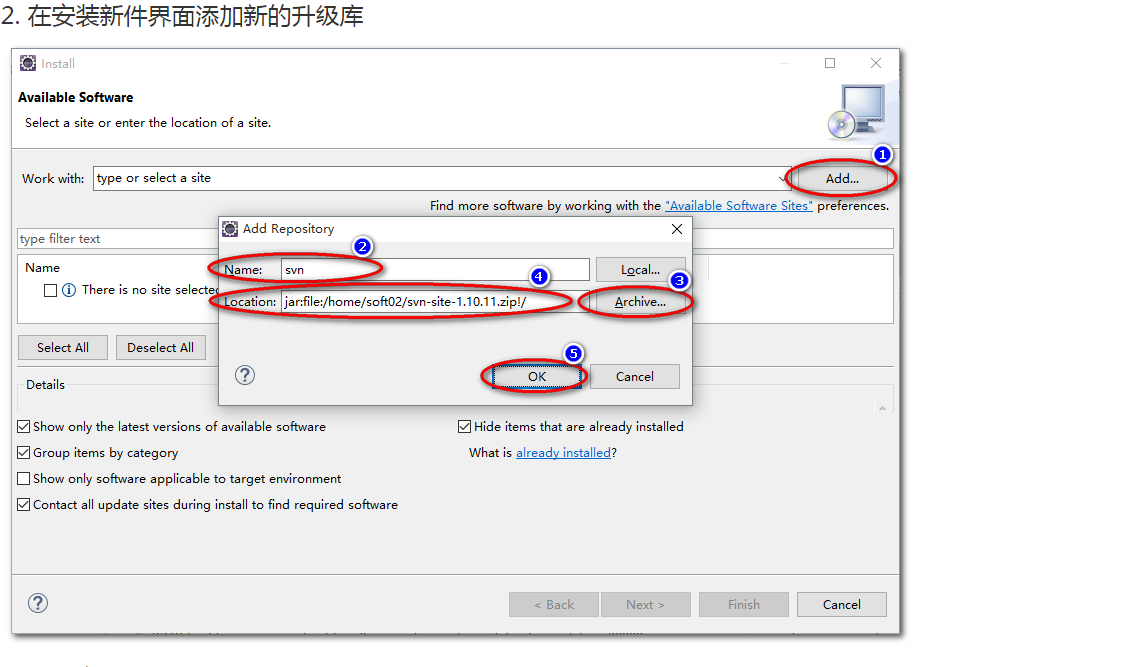 2. 在安装新件界面添加新的升级库
Install
Available Software
Select a site or enter the location of a site.
1
Work with: type or select a site Add...
Find more software by working with the "Available Software Sites" preferences.
type filter text
Name
There is no site selected
Add Repository
2
Name: svn Local...
4 3
Location: jar:file:/home/soft02/svn-site-1.10.11.zip!/ Archive...
5
OK Cancel
Select All Deselect All
Details
Show only the latest versions of available software Hide items that are already installed
Group items by category What is already installed?
Show only software applicable to target environment
Contact all update sites during install to find required software
< Back Next > Finish Cancel